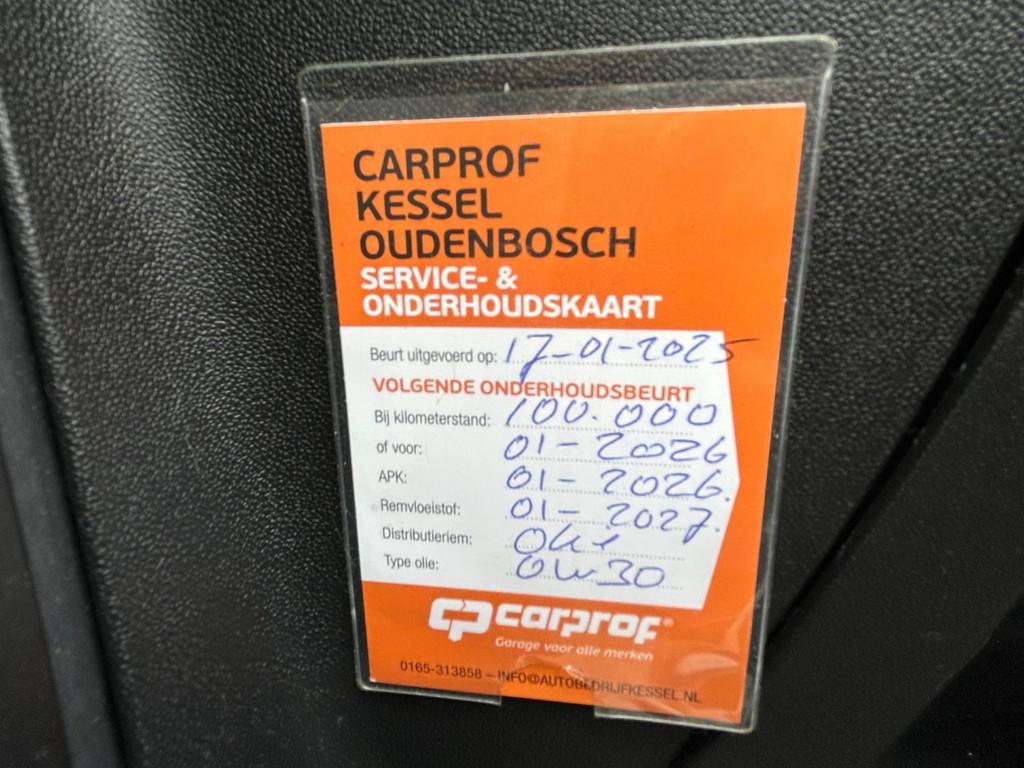 CARPROF
KESSEL
OUDENBOSCH
SERVICE- &
ONDERHOUDSKAART
Beurt uitgevoerd op: 17-01-2025
VOLGENDE ONDERHOUDSBEURT
Bij kilometerstand: 100.000
of voor: 01-2026
APK: 01-2026.
Remvloeistof: 01-2027.
Distributieriem:
Type olie: 0W30
cp carprof®
Garage voor alle merken
0165-313858 – INFO@AUTOBEDRIJFKESSEL.NL